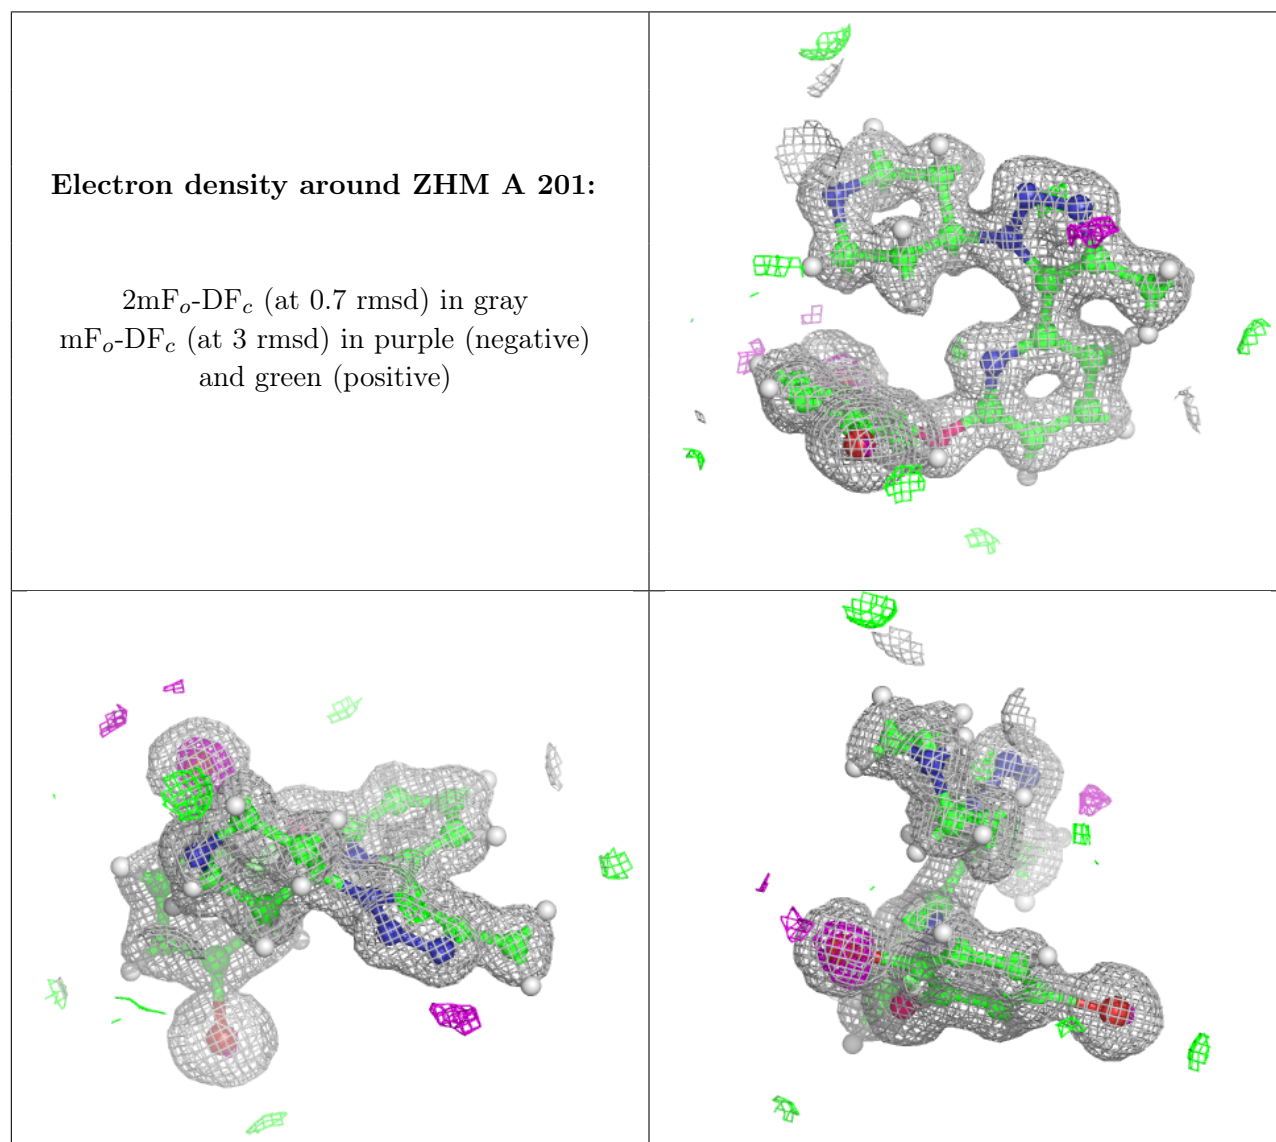 Electron density around ZHM A 201:
2mFo-DFc (at 0.7 rmsd) in gray
mFo-DFc (at 3 rmsd) in purple (negative)
and green (positive)